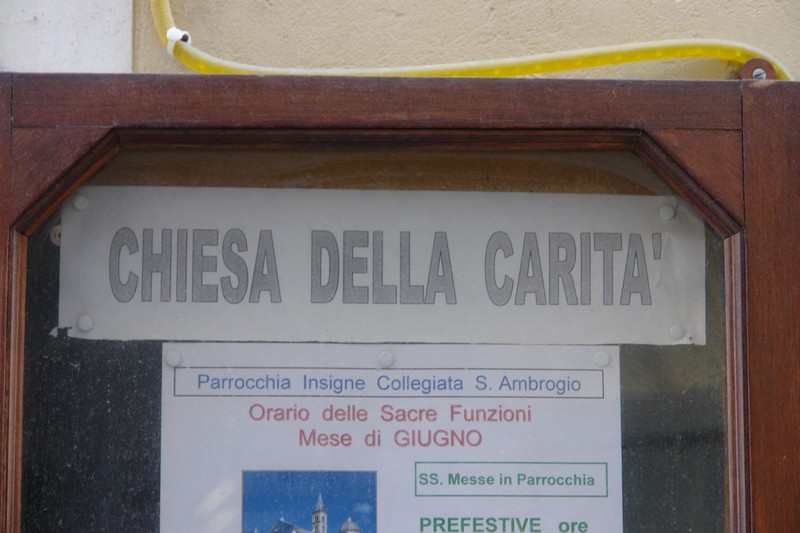 CHIESA DELLA CARITA'
Parrocchia Insigne Collegiata S. Ambrogio
Orario delle Sacre Funzioni
Mese di GIUGNO
SS. Messe in Parrocchia
PREFESTIVE ore